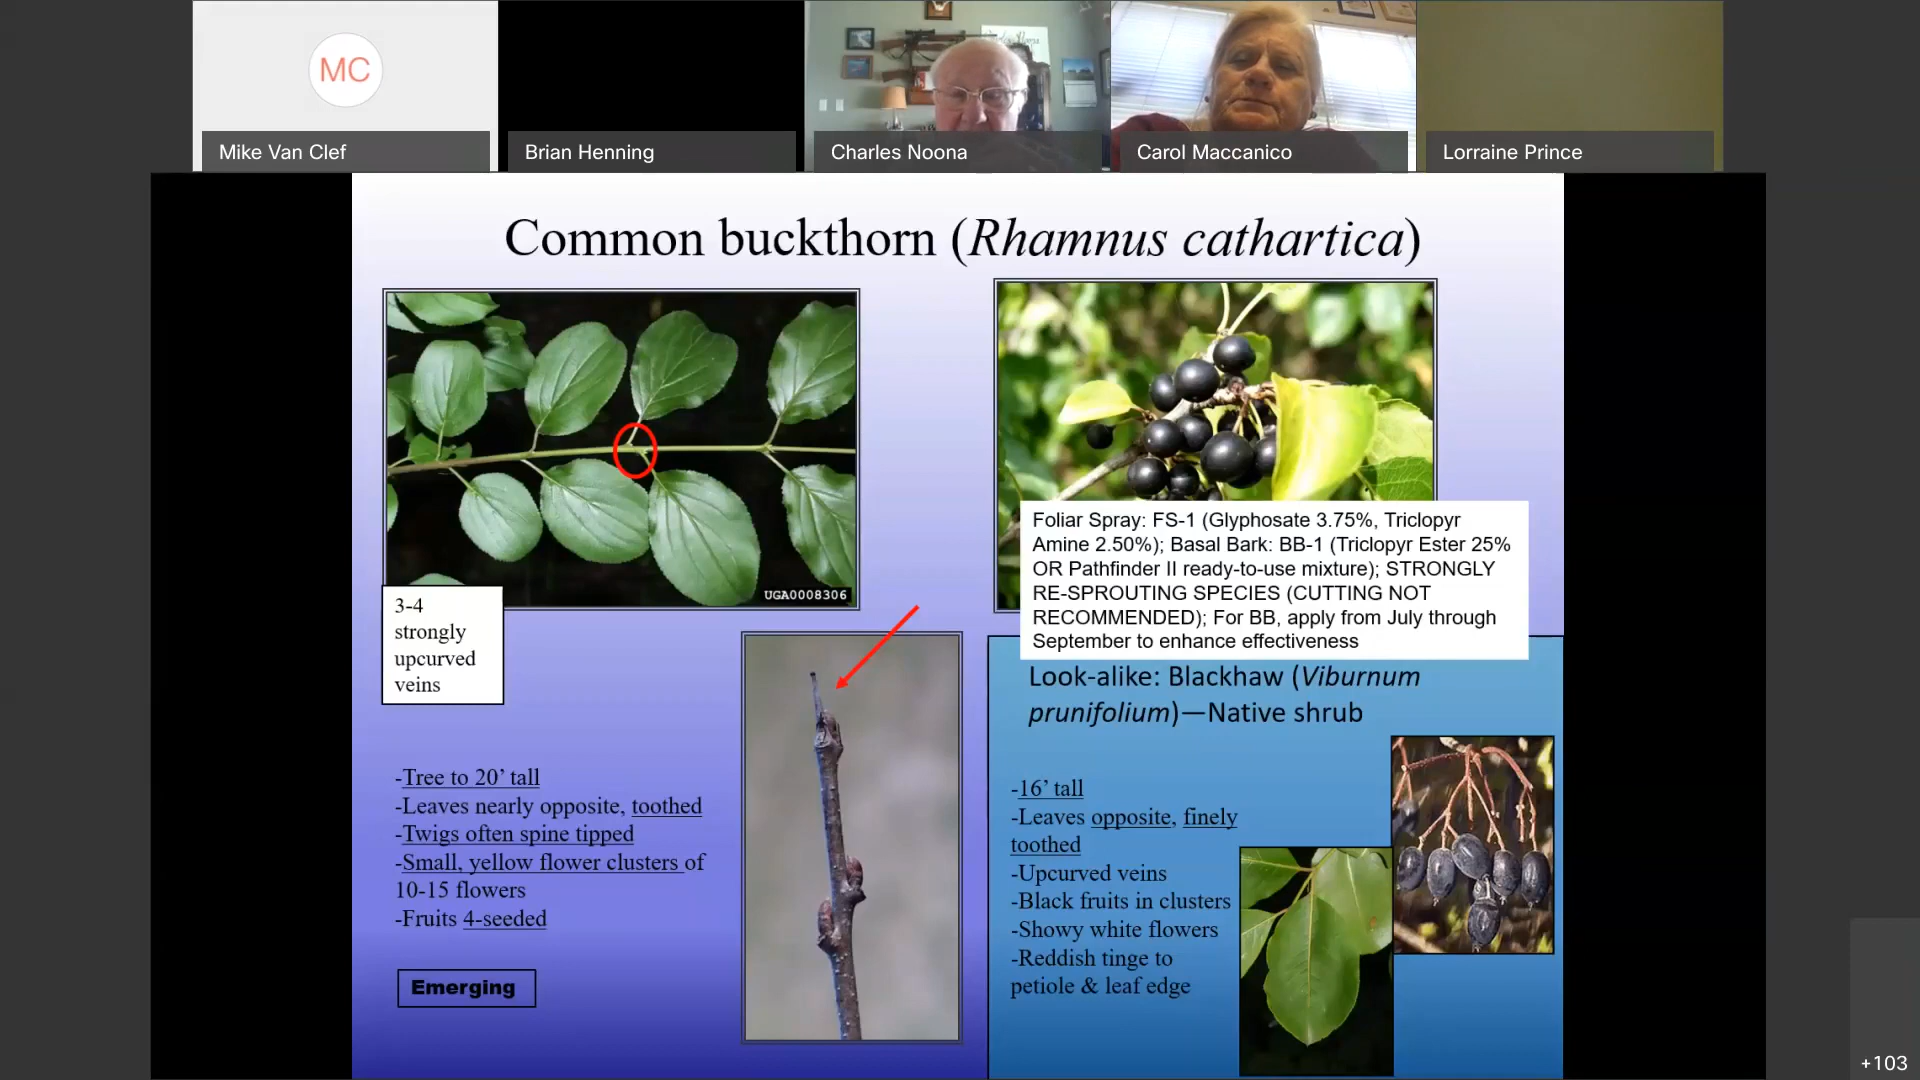 MC
Mike Van Clef
Brian Henning
Charles Noona
Carol Maccanico
Lorraine Prince
Common buckthorn (Rhamnus cathartica)
UGA0008306
3-4
strongly
upcurved
veins
Foliar Spray: FS-1 (Glyphosate 3.75%, Triclopyr
Amine 2.50%); Basal Bark: BB-1 (Triclopyr Ester 25%
OR Pathfinder II ready-to-use mixture); STRONGLY
RE-SPROUTING SPECIES (CUTTING NOT
RECOMMENDED); For BB, apply from July through
September to enhance effectiveness
-Tree to 20’ tall
-Leaves nearly opposite, toothed
-Twigs often spine tipped
-Small, yellow flower clusters of
10-15 flowers
-Fruits 4-seeded
Emerging
Look-alike: Blackhaw (Viburnum
prunifolium)—Native shrub
-16’ tall
-Leaves opposite, finely
toothed
-Upcurved veins
-Black fruits in clusters
-Showy white flowers
-Reddish tinge to
petiole & leaf edge
+103